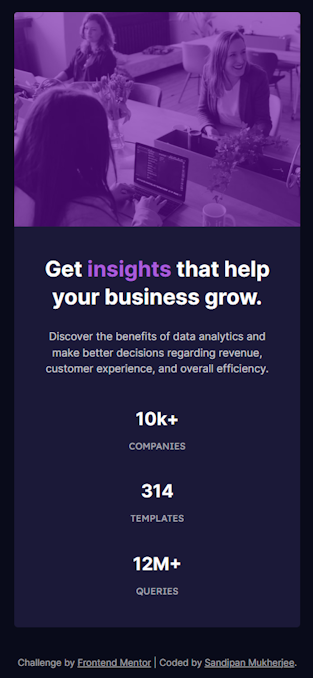 Get insights that help
your business grow.
Discover the benefits of data analytics and
make better decisions regarding revenue,
customer experience, and overall efficiency.
10k+
COMPANIES
314
TEMPLATES
12M+
QUERIES
Challenge by Frontend Mentor | Coded by Sandipan Mukherjee.